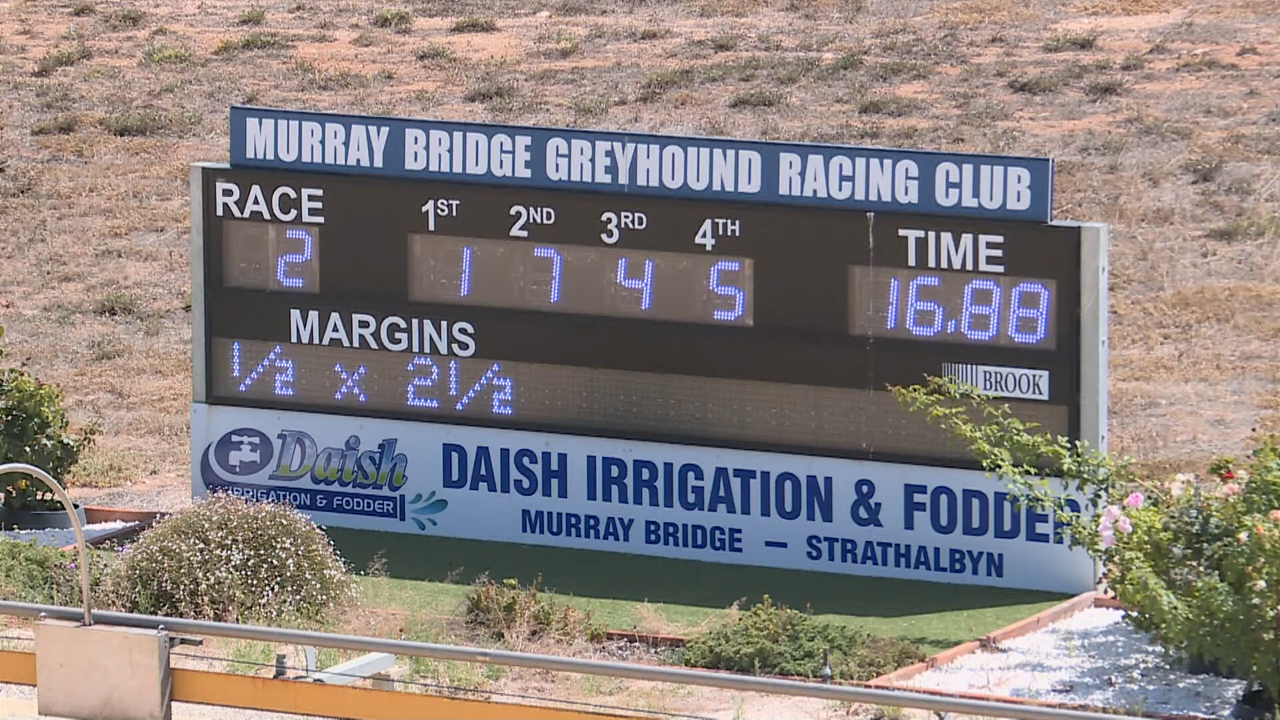 MURRAY BRIDGE GREYHOUND RACING CLUB
RACE 1ST 2ND 3RD 4TH TIME
2 1 7 4 5 16.88
MARGINS
1/2 X 2 1/2
BROOK
Daish
IRRIGATION & FODDER
DAISH IRRIGATION & FODDER
MURRAY BRIDGE – STRATHALBYN